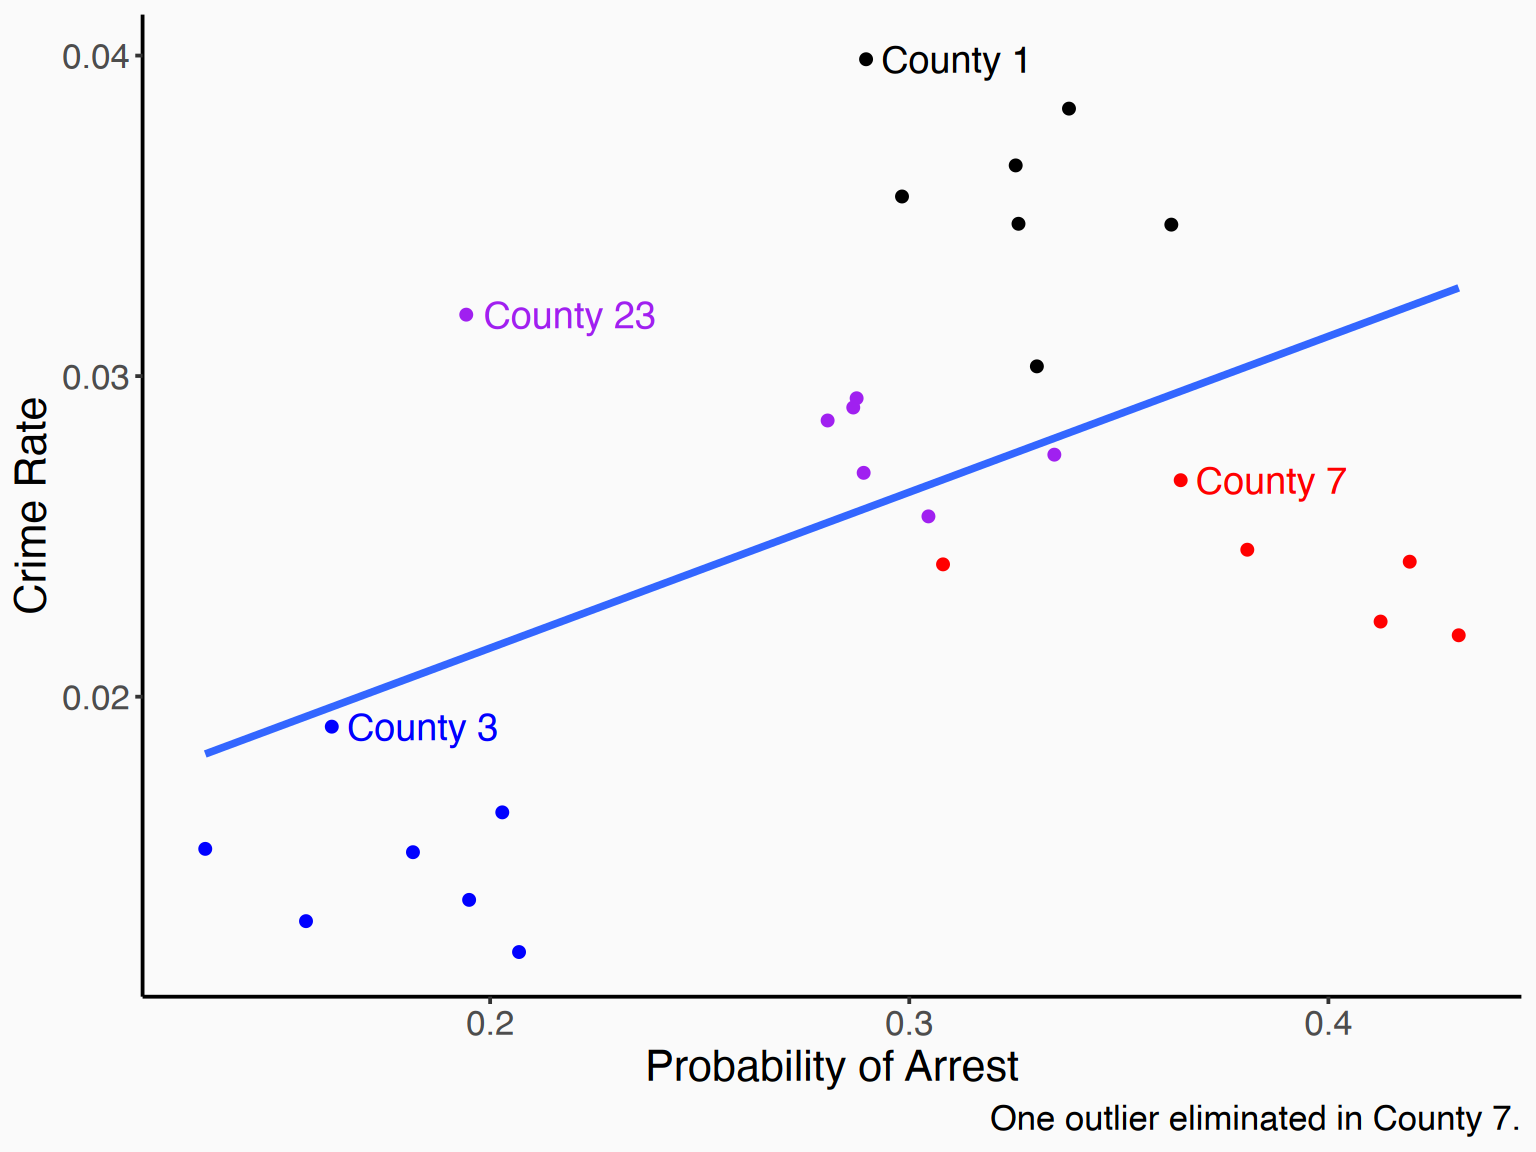 0.04
County 1
County 23
0.03
Crime Rate
County 7
0.02
County 3
0.2 0.3 0.4
Probability of Arrest
One outlier eliminated in County 7.